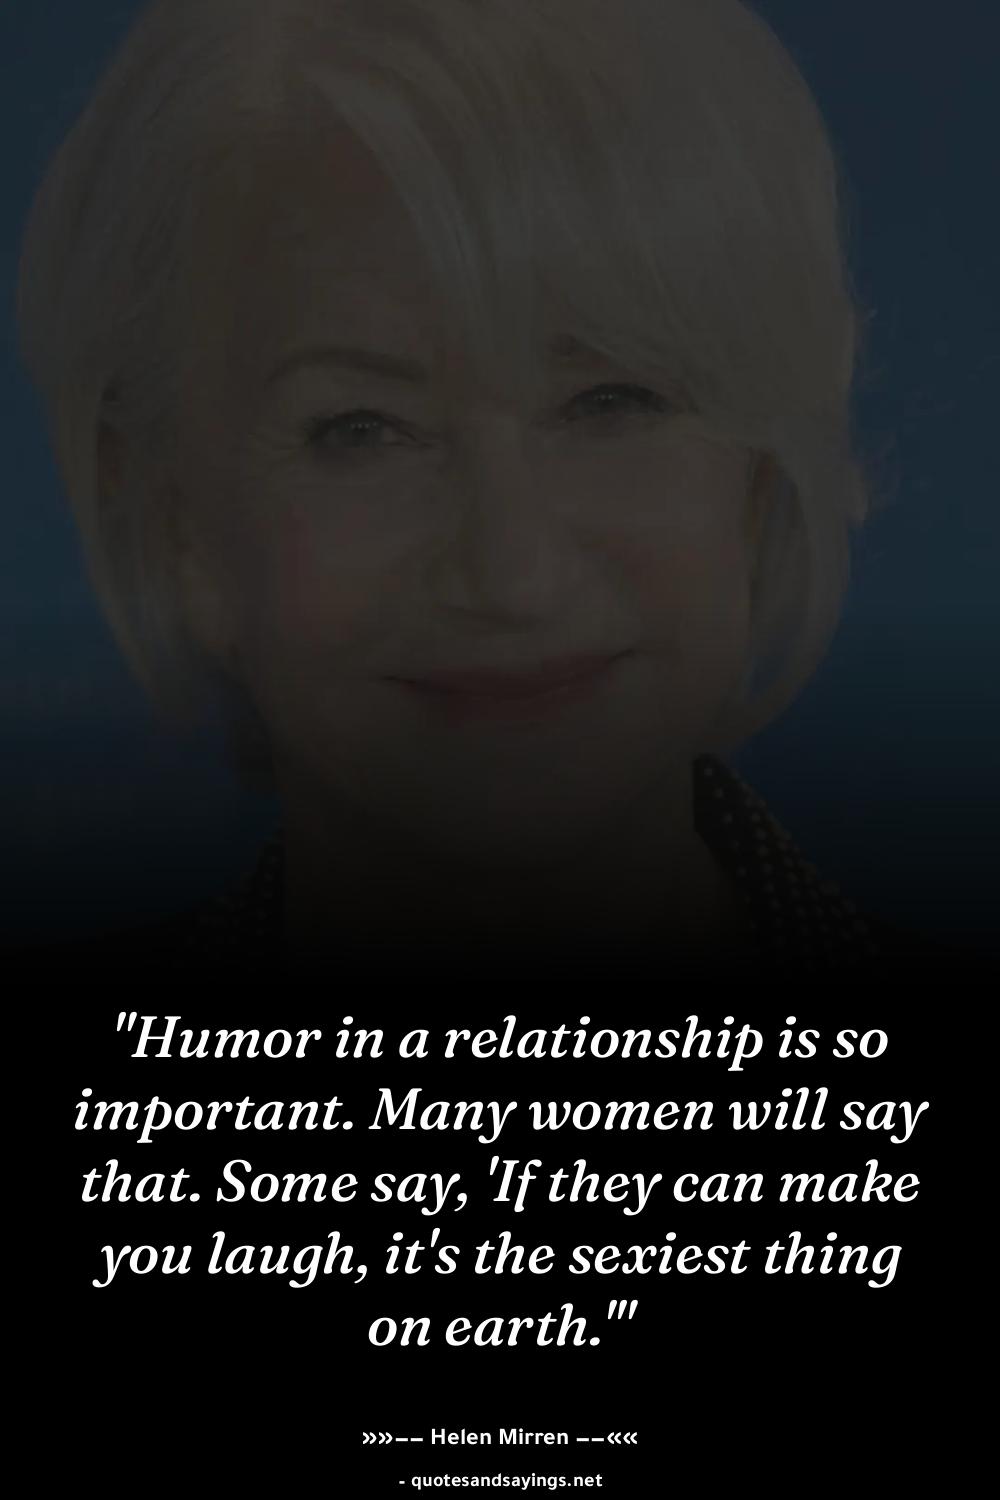 "Humor in a relationship is so
important. Many women will say
that. Some say, 'If they can make
you laugh, it's the sexiest thing
on earth.'"
»»–– Helen Mirren ––««
- quotesandsayings.net